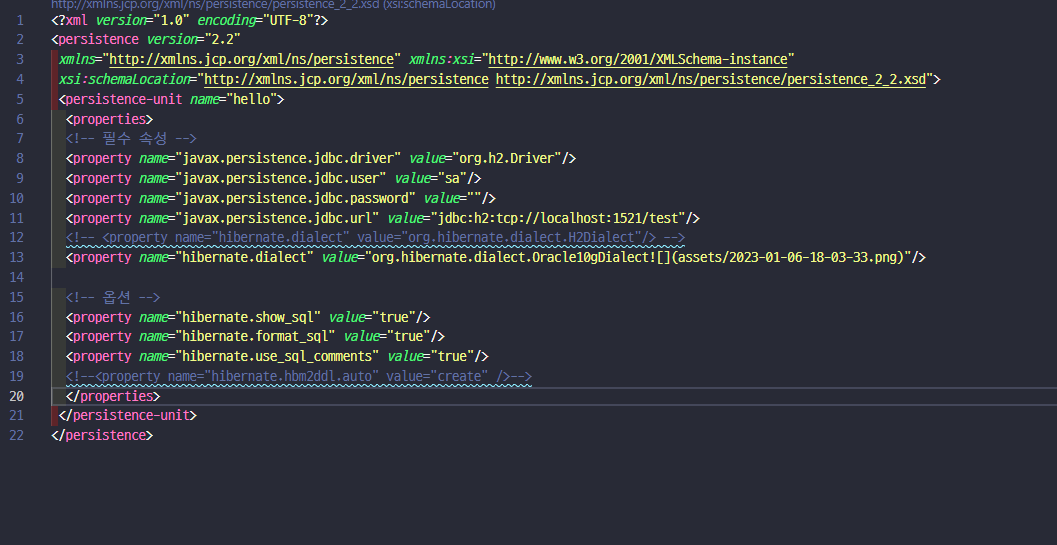 http://xmlns.jcp.org/xml/ns/persistence/persistence_2_2.xsd (xsi:schemaLocation)
1 <?xml version="1.0" encoding="UTF-8"?>
2 <persistence version="2.2"
3 xmlns="http://xmlns.jcp.org/xml/ns/persistence" xmlns:xsi="http://www.w3.org/2001/XMLSchema-instance"
4 xsi:schemaLocation="http://xmlns.jcp.org/xml/ns/persistence http://xmlns.jcp.org/xml/ns/persistence/persistence_2_2.xsd">
5 <persistence-unit name="hello">
6 <properties>
7 <!-- 필수 속성 -->
8 <property name="javax.persistence.jdbc.driver" value="org.h2.Driver"/>
9 <property name="javax.persistence.jdbc.user" value="sa"/>
10 <property name="javax.persistence.jdbc.password" value=""/>
11 <property name="javax.persistence.jdbc.url" value="jdbc:h2:tcp://localhost:1521/test"/>
12 <!-- <property name="hibernate.dialect" value="org.hibernate.dialect.H2Dialect"/> -->
13 <property name="hibernate.dialect" value="org.hibernate.dialect.Oracle10gDialect![](assets/2023-01-06-18-03-33.png)"/>
14
15 <!-- 옵션 -->
16 <property name="hibernate.show_sql" value="true"/>
17 <property name="hibernate.format_sql" value="true"/>
18 <property name="hibernate.use_sql_comments" value="true"/>
19 <!--<property name="hibernate.hbm2ddl.auto" value="create" />-->
20 </properties>
21 </persistence-unit>
22 </persistence>